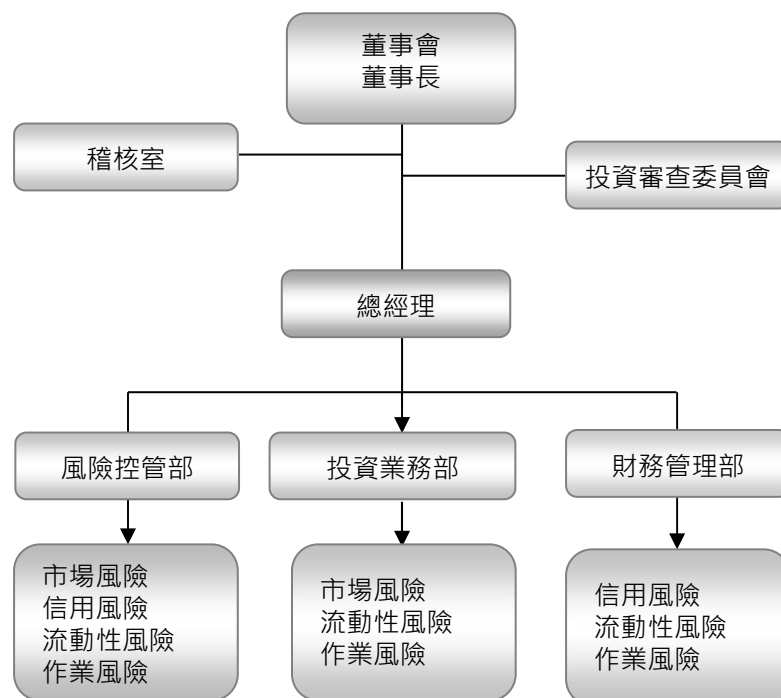 董事會
董事長
稽核室
投資審查委員會
總經理
風險控管部
投資業務部
財務管理部
市場風險
信用風險
流動性風險
作業風險
市場風險
流動性風險
作業風險
信用風險
流動性風險
作業風險